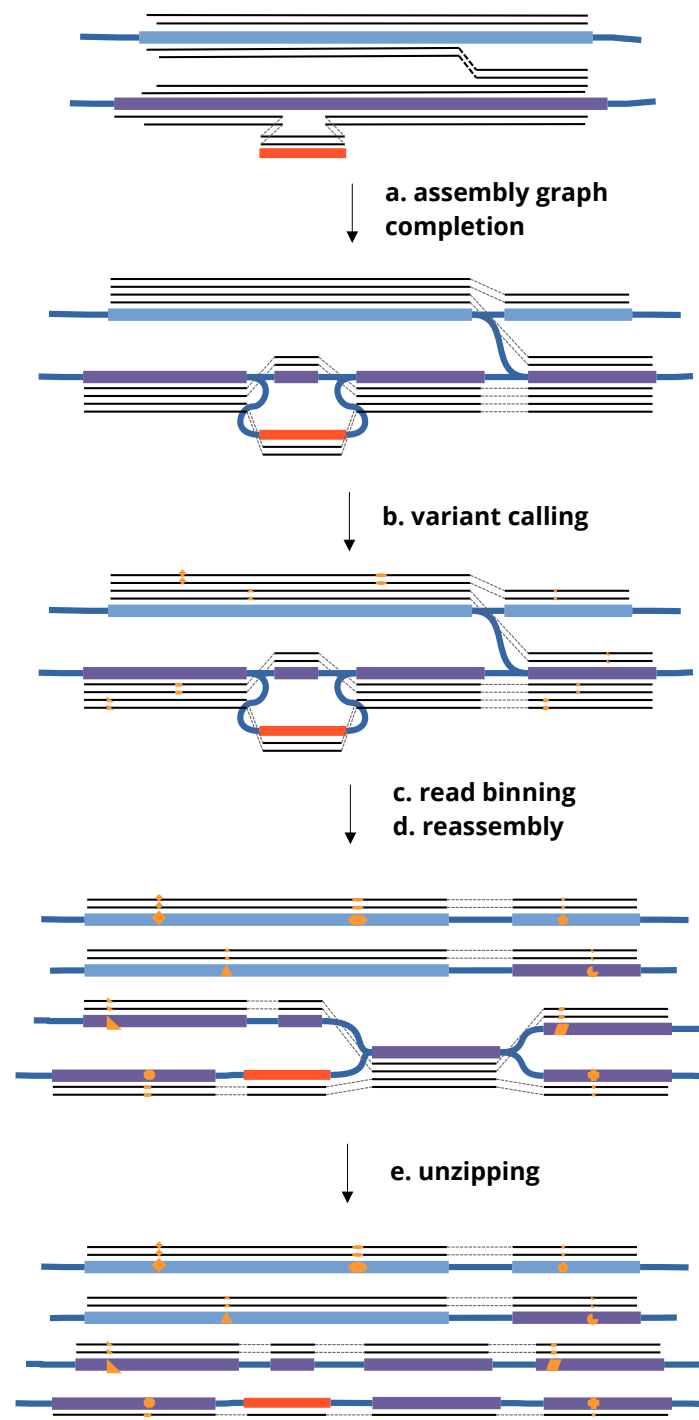 a. assembly graph
completion
b. variant calling
c. read binning
d. reassembly
e. unzipping